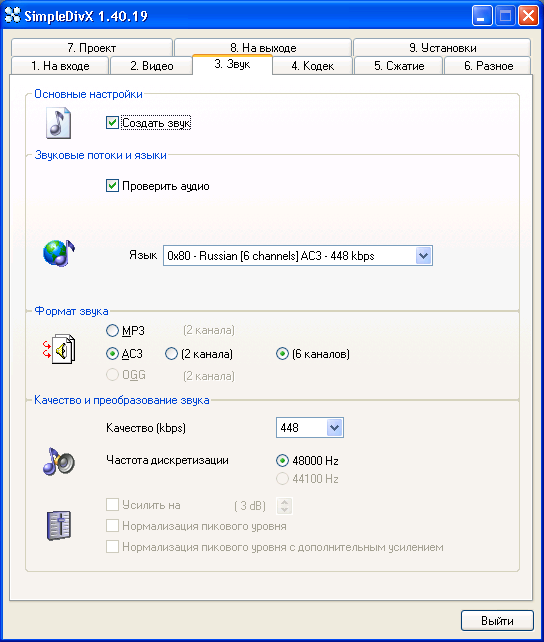 SimpleDivX 1.40.19
7. Проект 8. На выходе 9. Установки
1. На входе 2. Видео 3. Звук 4. Кодек 5. Сжатие 6. Разное
Основные настройки
Создать звук
Звуковые потоки и языки
Проверить аудио
Язык 0x80 - Russian [6 channels] AC3 - 448 kbps
Формат звука
MP3 (2 канала)
AC3 (2 канала) (6 каналов)
OGG (2 канала)
Качество и преобразование звука
Качество (kbps) 448
Частота дискретизации 48000 Hz
44100 Hz
Усилить на ( 3 dB)
Нормализация пикового уровня
Нормализация пикового уровня с дополнительным усилением
Выйти